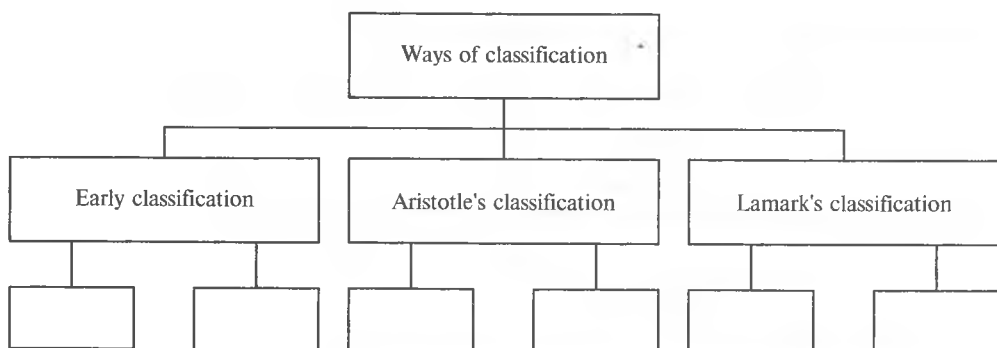 Ways of classification
Early classification
Aristotle's classification
Lamark's classification